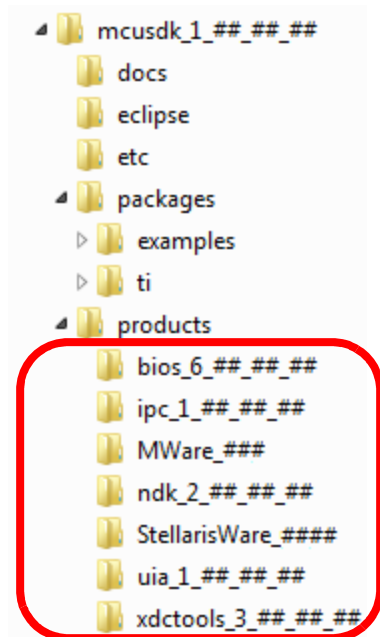 mcusdk_1_##_##_##
docs
eclipse
etc
packages
examples
ti
products
bios_6_##_##_##
ipc_1_##_##_##
MWare_###
ndk_2_##_##_##
StellarisWare_####
uia_1_##_##_##
xdctools_3_##_##_##